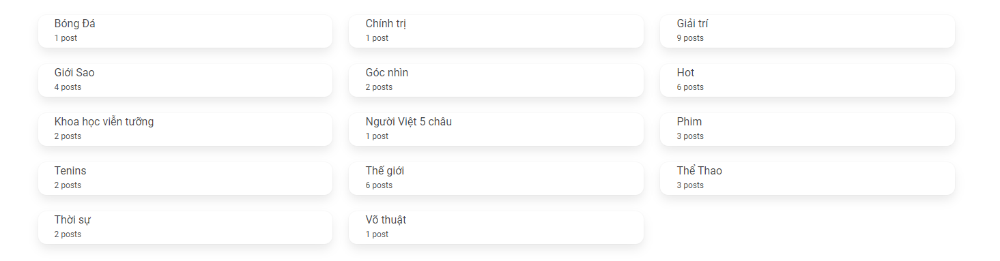 Bóng Đá
1 post
Chính trị
1 post
Giải trí
9 posts
Giới Sao
4 posts
Góc nhìn
2 posts
Hot
6 posts
Khoa học viễn tưỡng
2 posts
Người Việt 5 châu
1 post
Phim
3 posts
Tenins
2 posts
Thế giới
6 posts
Thể Thao
3 posts
Thời sự
2 posts
Võ thuật
1 post